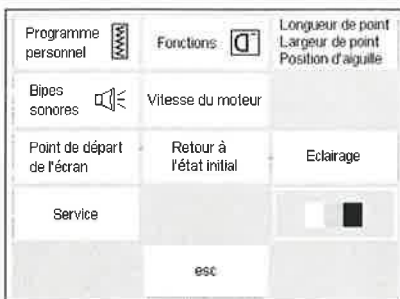 Programme
personnel
Fonctions
Longueur de point
Largeur de point
Position d'aiguille
Bipes
sonores
Vitesse du moteur
Point de départ
de l'écran
Retour à
l'état initial
Eclairage
Service
esc